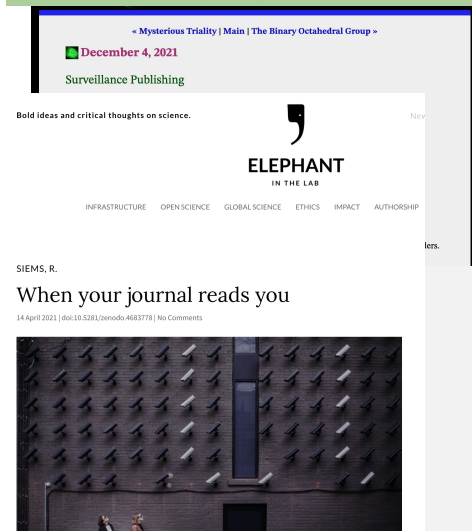 « Mysterious Triality | Main | The Binary Octahedral Group »
December 4, 2021
Surveillance Publishing
Bold ideas and critical thoughts on science.
New
ELEPHANT
IN THE LAB
INFRASTRUCTURE OPEN SCIENCE GLOBAL SCIENCE ETHICS IMPACT AUTHORSHIP
lers.
SIEMS, R.
When your journal reads you
14 April 2021 | doi:10.5281/zenodo.4683778 | No Comments